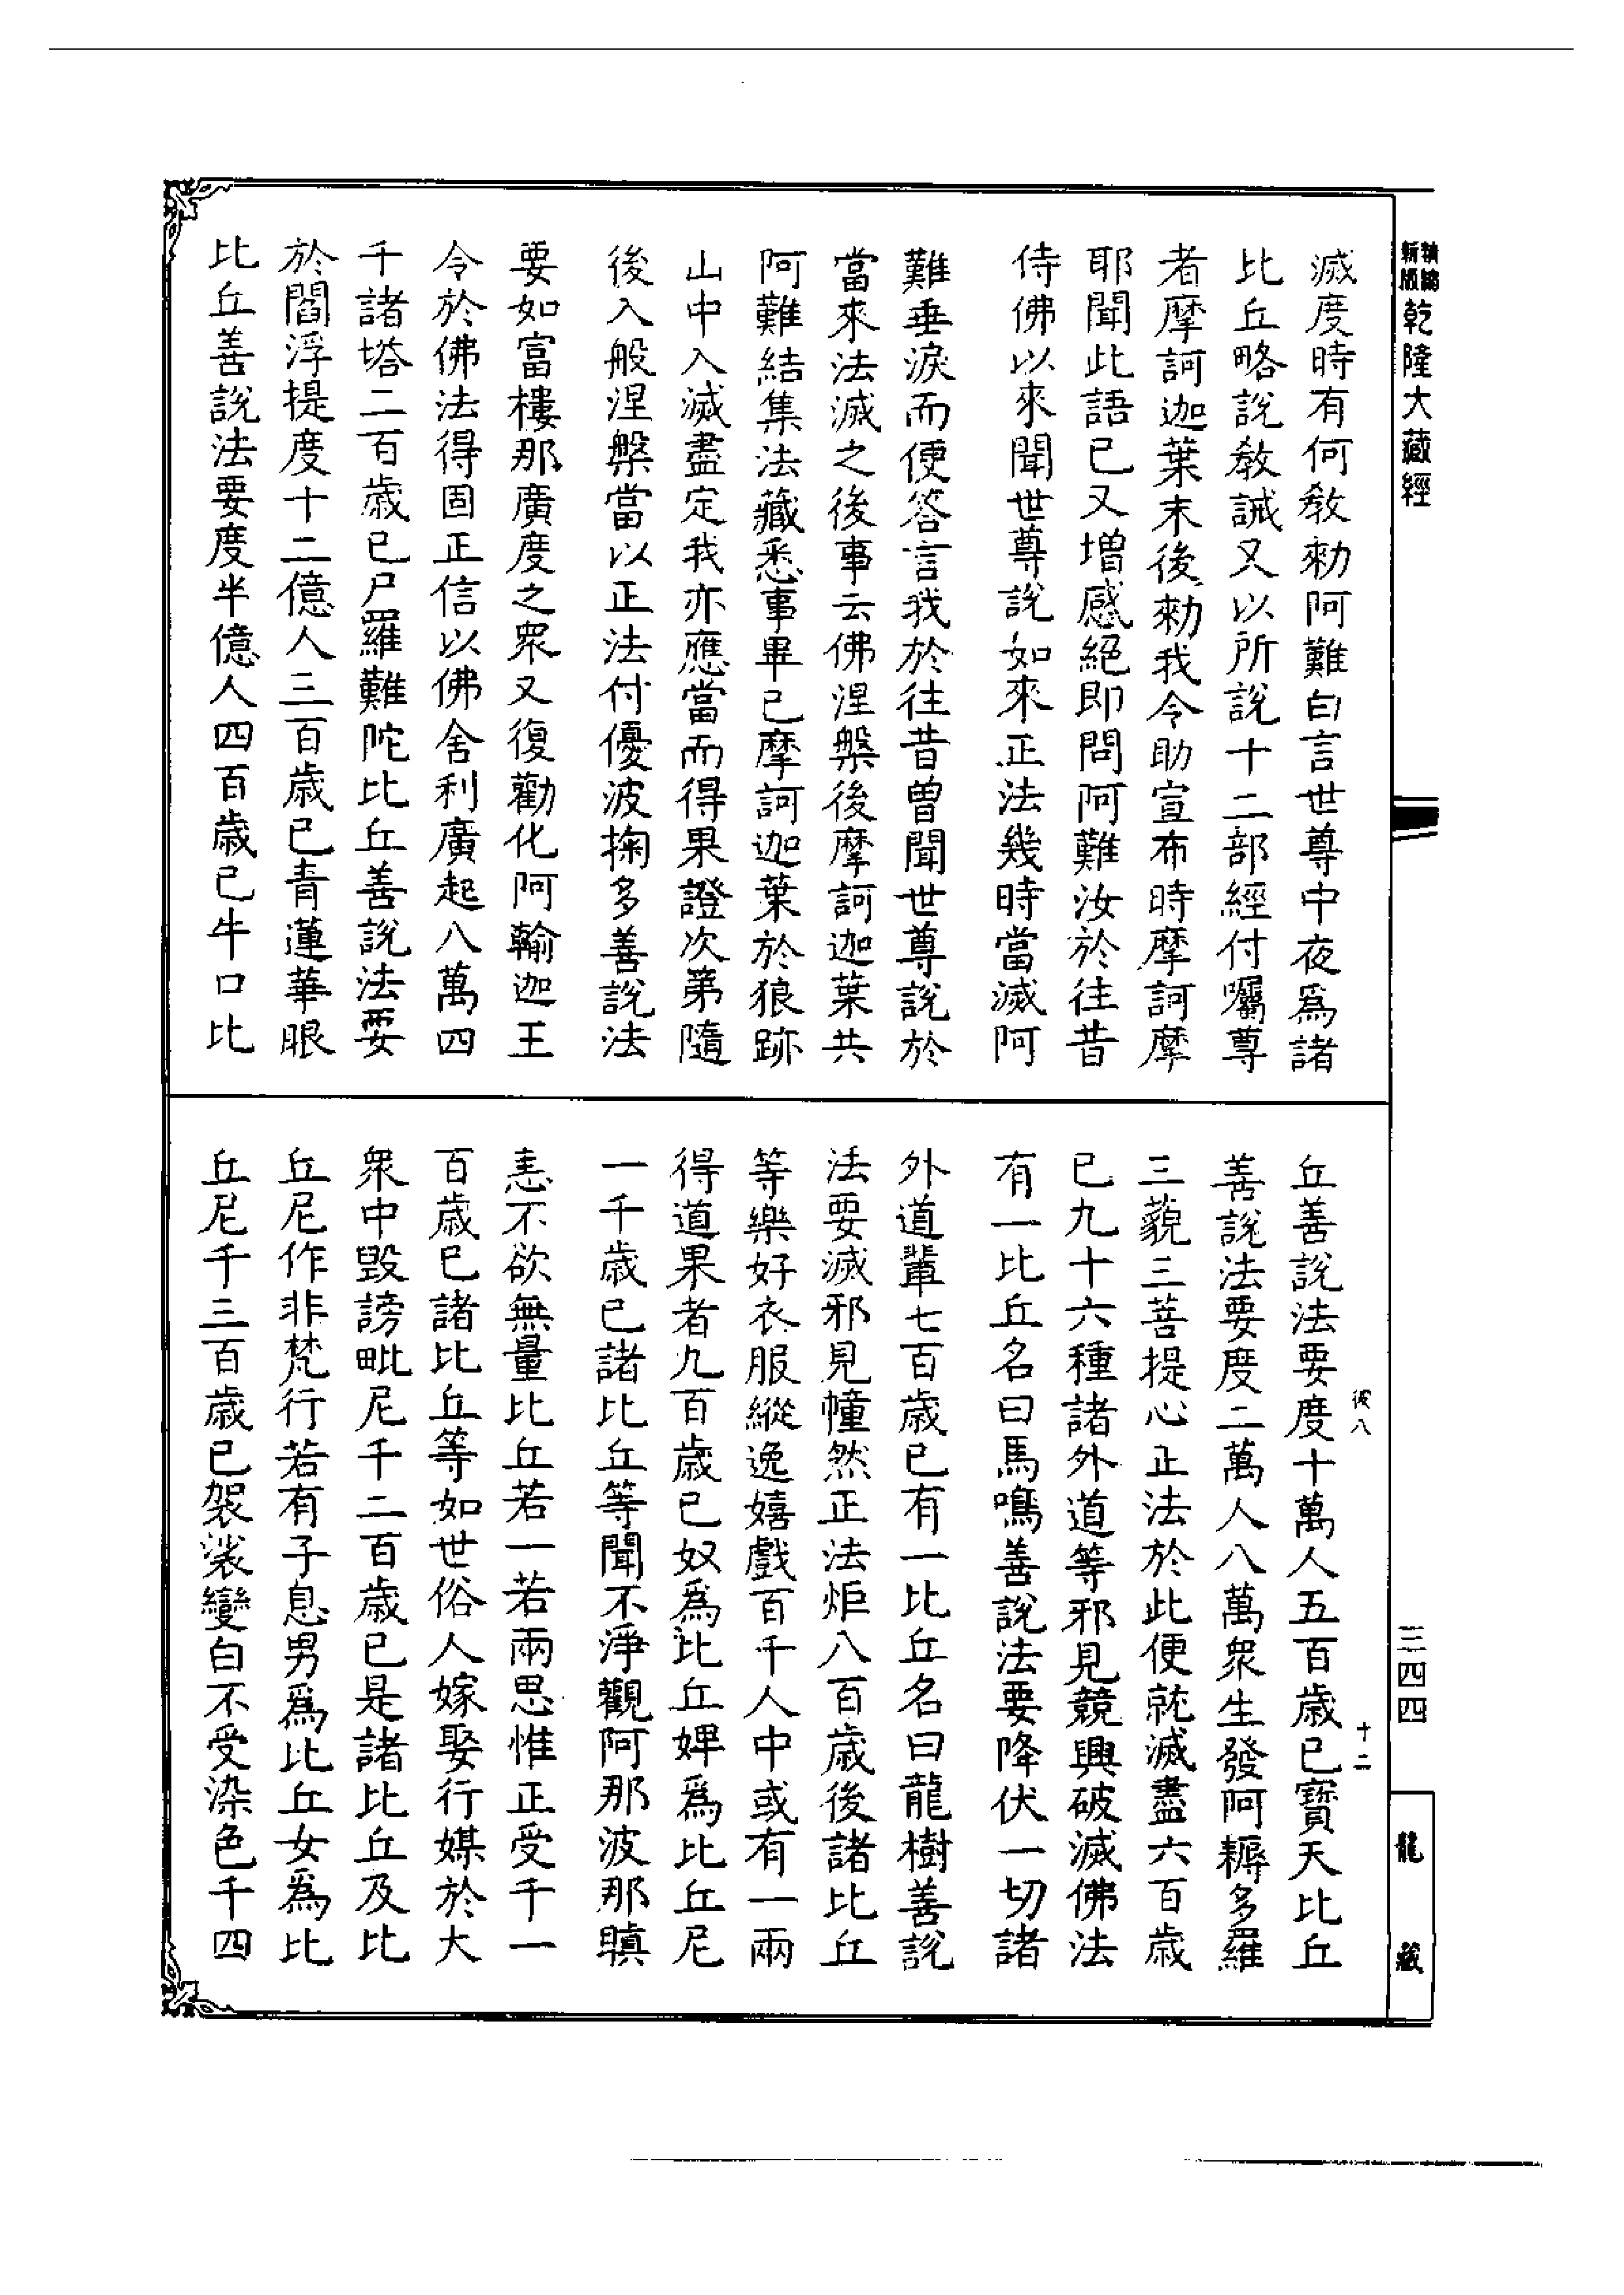 新版
精縮
乾隆大藏經
滅度時有何敎勑阿難白言世尊中夜爲諸
比丘略說敎誡又以所說十二部經付囑尊
者摩訶迦葉末後勑我令助宣布時摩訶摩
耶聞此語已又增感絕即問阿難汝於往昔
侍佛以來聞世尊說如來正法幾時當滅阿
難垂淚而便答言我於往昔曾聞世尊說於
當來法滅之後事云佛涅槃後摩訶迦葉共
阿難結集法藏悉事畢已摩訶迦葉於狼跡
山中入滅盡定我亦應當而得果證次第隨
後入般涅槃當以正法付優波掬多善說法
要如富樓那廣度之衆又復勸化阿翰迦王
令於佛法得固正信以佛舍利廣起八萬四
千諸塔二百歲已尸羅難陀比丘善說法要
於閻浮提度十二億人三百歲已青蓮華眼
比丘善說法要度半億人四百歲已牛口比
丘善說法要度十萬人五百歲已寶天比丘
善說法要度二萬人八萬衆生發阿耨多羅
三藐三菩提心正法於此便就滅盡六百歲
已九十六種諸外道等邪見競興破滅佛法
有一比丘名曰馬鳴善說法要降伏一切諸
外道輩七百歲已有一比丘名曰龍樹善說
法要滅邪見幢然正法炬八百歲後諸比丘
等樂好衣服縱逸嬉戲百千人中或有一兩
得道果者九百歲已奴爲比丘婢爲比丘尼
一千歲已諸比丘等聞不淨觀阿那波那瞋
恚不欲無量比丘若一若兩思惟正受千一
百歲已諸比丘等如世俗人嫁娶行媒於大
衆中毀謗毗尼千二百歲已是諸比丘及比
丘尼作非梵行若有子息男爲比丘女爲比
丘尼千三百歲已袈裟變白不受染色千四
十二
三四四
龍藏